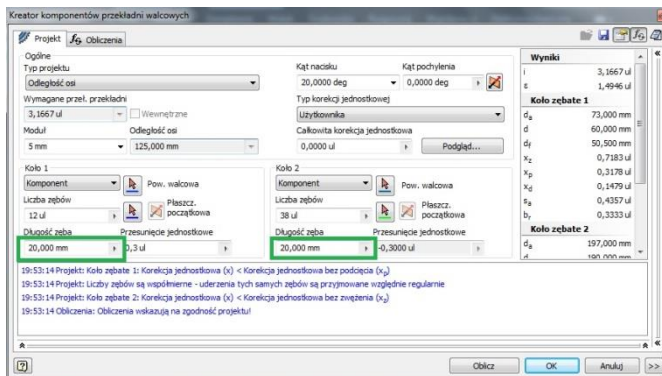 Kreator komponentów przekładni walcowych
Projekt
Obliczenia
Ogólne
Typ projektu
Odległość osi
Wymagane przeł. przekładni
3,1667 ul
Wewnętrzne
Moduł
Odległość osi
5 mm
125,000 mm
Kąt nacisku
Kąt pochylenia
20,0000 deg
0,0000 deg
Typ korekcji jednostkowej
Użytkownika
Całkowita korekcja jednostkowa
0,0000 ul
Podgląd...
Koło 1
Komponent
Pow. walcowa
Liczba zębów
12 ul
Płaszcz. początkowa
Długość zęba
Przesunięcie jednostkowe
20,000 mm
0,3 ul
Koło 2
Komponent
Pow. walcowa
Liczba zębów
38 ul
Płaszcz. początkowa
Długość zęba
Przesunięcie jednostkowe
20,000 mm
-0,3000 ul
Wyniki
i 3,1667 ul
ε 1,4946 ul
Koło zębate 1
da 73,000 mm
d 60,000 mm
df 50,500 mm
xz 0,7183 ul
xp 0,3178 ul
xd 0,1479 ul
sa 0,4357 ul
br 0,3333 ul
Koło zębate 2
da 197,000 mm
d 190,000 mm
19:53:14 Projekt: Koło zębate 1: Korekcja jednostkowa (x) < Korekcja jednostkowa bez podcięcia (xp)
19:53:14 Projekt: Liczby zębów są współmierne - uderzenia tych samych zębów są przyjmowane względnie regularnie
19:53:14 Projekt: Koło zębate 2: Korekcja jednostkowa (x) < Korekcja jednostkowa bez zwężenia (xz)
19:53:14 Obliczenia: Obliczenia wskazują na zgodność projektu!
Oblicz
OK
Anuluj
>>